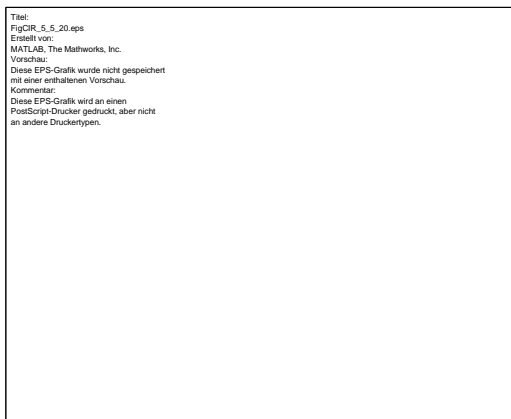 Titel:
FigCIR_5_5_20.eps
Erstellt von:
MATLAB, The Mathworks, Inc.
Vorschau:
Diese EPS-Grafik wurde nicht gespeichert
mit einer enthaltenen Vorschau.
Kommentar:
Diese EPS-Grafik wird an einen
PostScript-Drucker gedruckt, aber nicht
an andere Druckertypen.